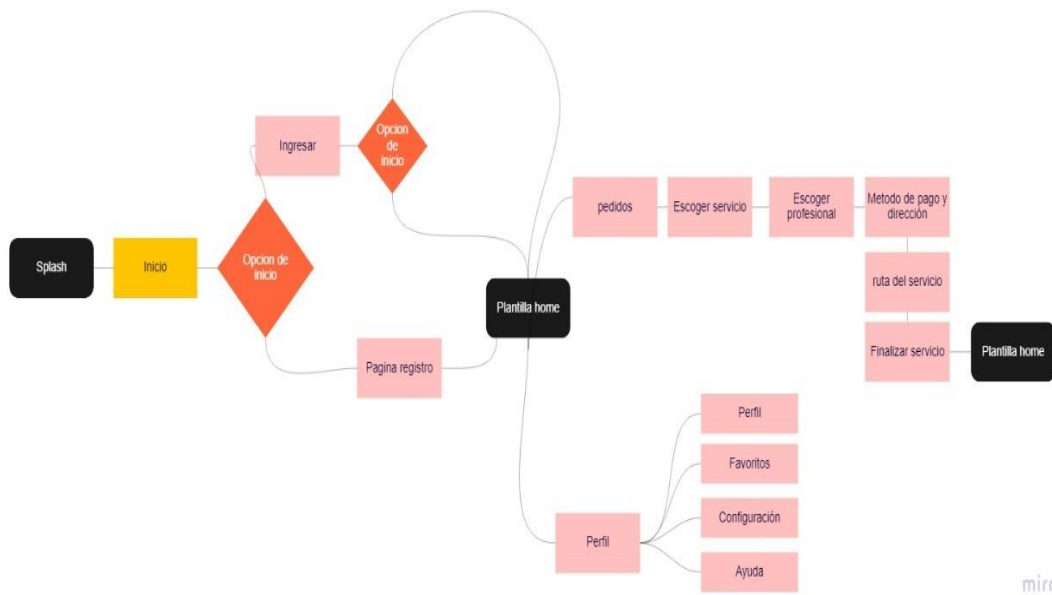 Opcion
de
inicio
Ingresar
pedidos
Escoger servicio
Escoger
profesional
Metodo de pago y
dirección
Splash
Inicio
Opcion de
inicio
ruta del servicio
Plantilla home
Pagina registro
Finalizar servicio
Plantilla home
Perfil
Favoritos
Configuración
Perfil
Ayuda
miro